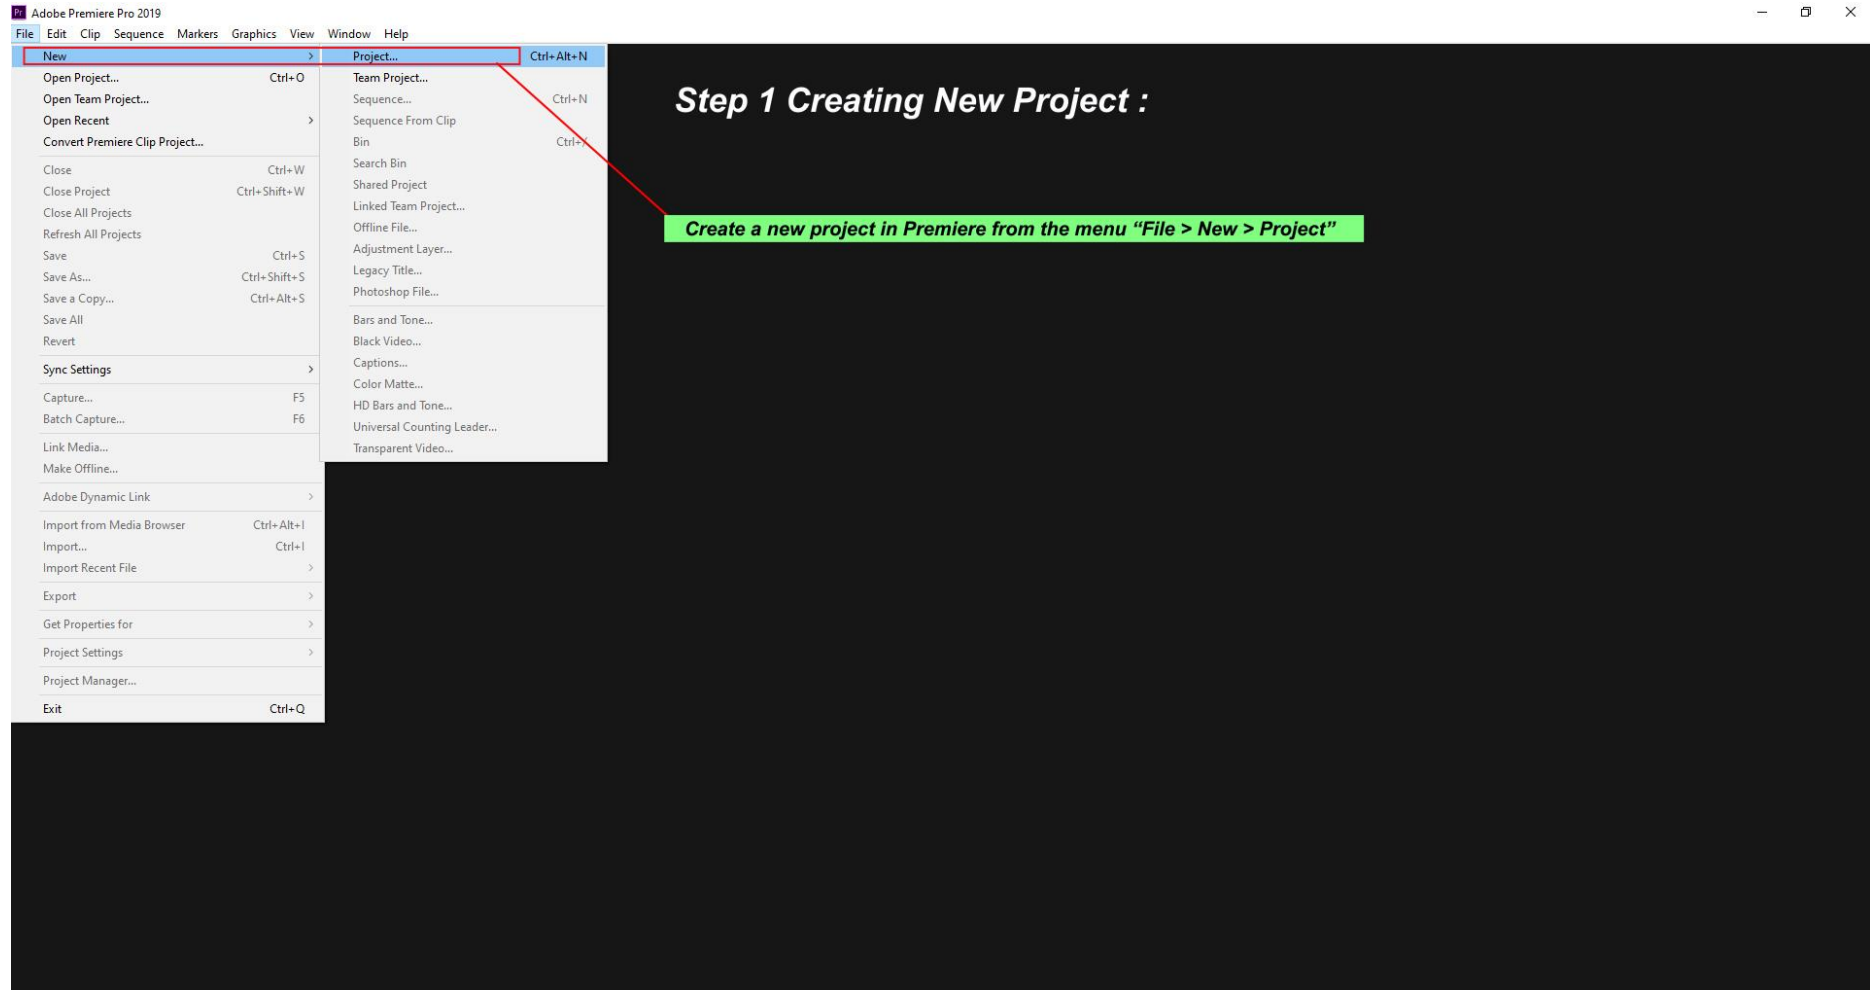 Pr Adobe Premiere Pro 2019
File Edit Clip Sequence Markers Graphics View Window Help
New
Open Project... Ctrl+O
Open Team Project...
Open Recent
Convert Premiere Clip Project...
Close Ctrl+W
Close Project Ctrl+Shift+W
Close All Projects
Refresh All Projects
Save Ctrl+S
Save As... Ctrl+Shift+S
Save a Copy... Ctrl+Alt+S
Save All
Revert
Sync Settings
Capture... F5
Batch Capture... F6
Link Media...
Make Offline...
Adobe Dynamic Link
Import from Media Browser Ctrl+Alt+I
Import... Ctrl+I
Import Recent File
Export
Get Properties for
Project Settings
Project Manager...
Exit Ctrl+Q
Project... Ctrl+Alt+N
Team Project...
Sequence... Ctrl+N
Sequence From Clip
Bin Ctrl+/
Search Bin
Shared Project
Linked Team Project...
Offline File...
Adjustment Layer...
Legacy Title...
Photoshop File...
Bars and Tone...
Black Video...
Captions...
Color Matte...
HD Bars and Tone...
Universal Counting Leader...
Transparent Video...
Step 1 Creating New Project :
Create a new project in Premiere from the menu “File > New > Project”